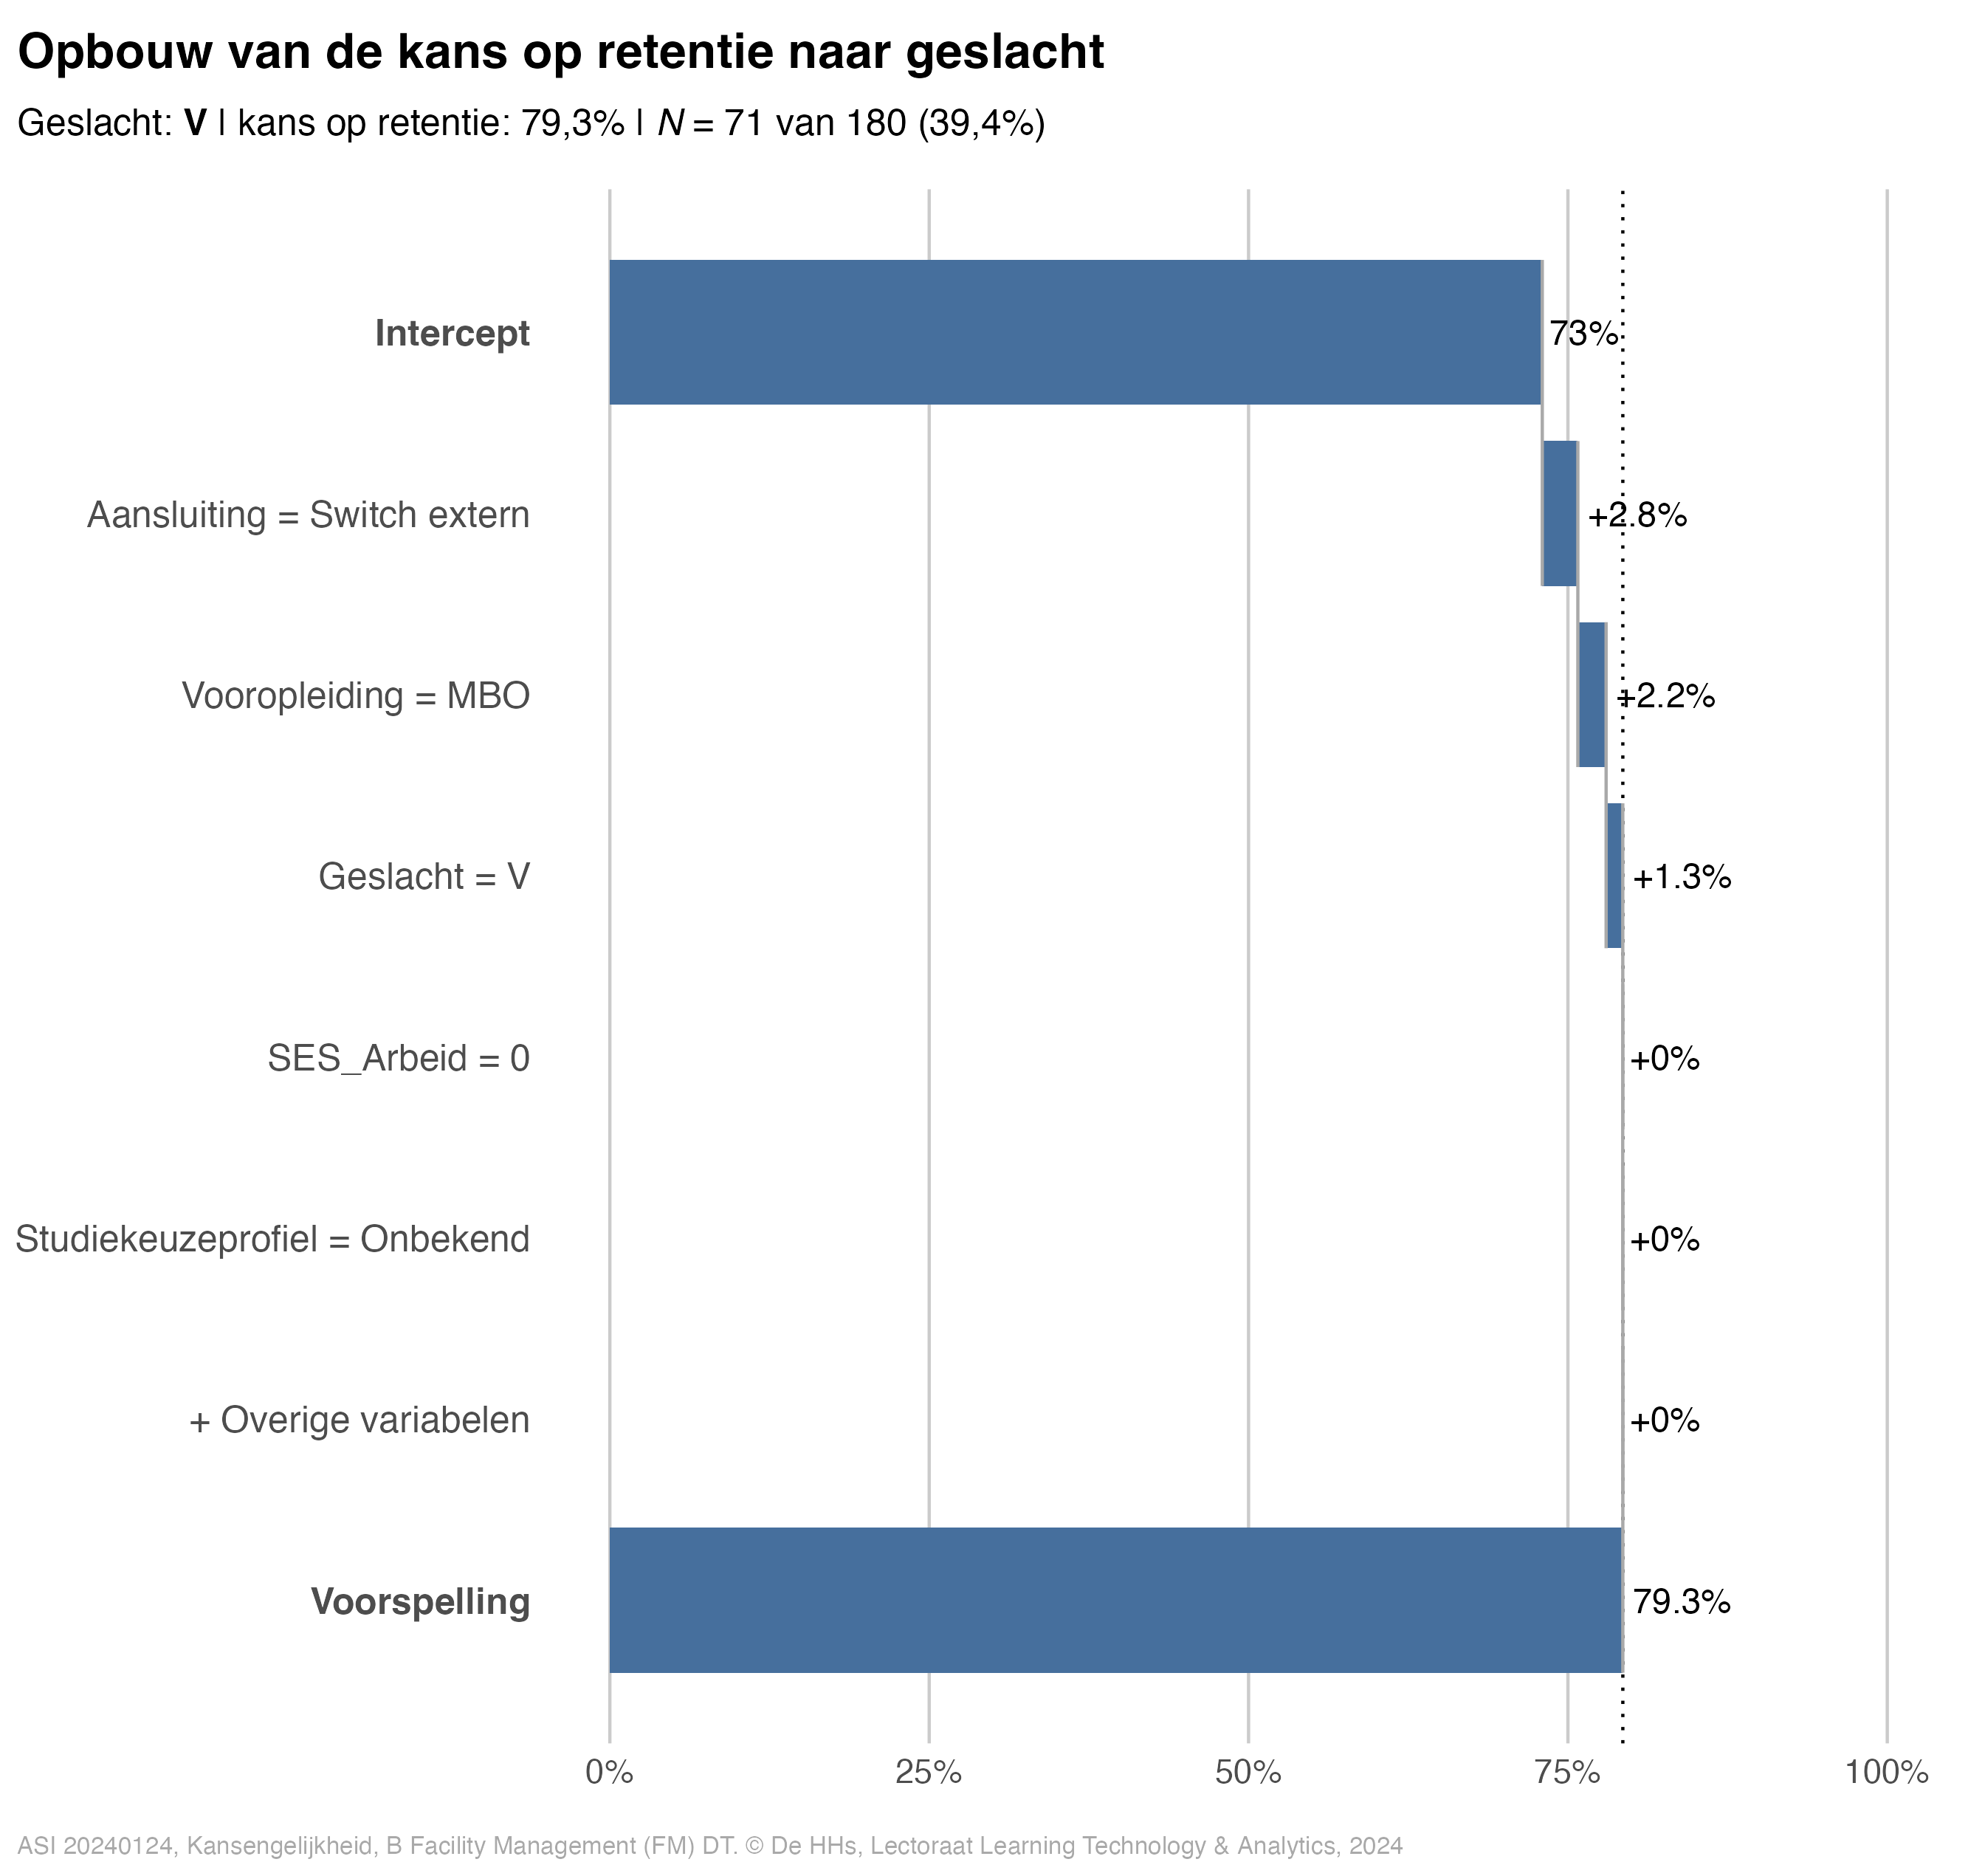 Opbouw van de kans op retentie naar geslacht
Geslacht: V | kans op retentie: 79,3% | N = 71 van 180 (39,4%)
Intercept
73%
Aansluiting = Switch extern
+2.8%
Vooropleiding = MBO
+2.2%
Geslacht = V
+1.3%
SES_Arbeid = 0
+0%
Studiekeuzeprofiel = Onbekend
+0%
+ Overige variabelen
+0%
Voorspelling
79.3%
0% 25% 50% 75% 100%
ASI 20240124, Kansengelijkheid, B Facility Management (FM) DT. © De HHs, Lectoraat Learning Technology & Analytics, 2024